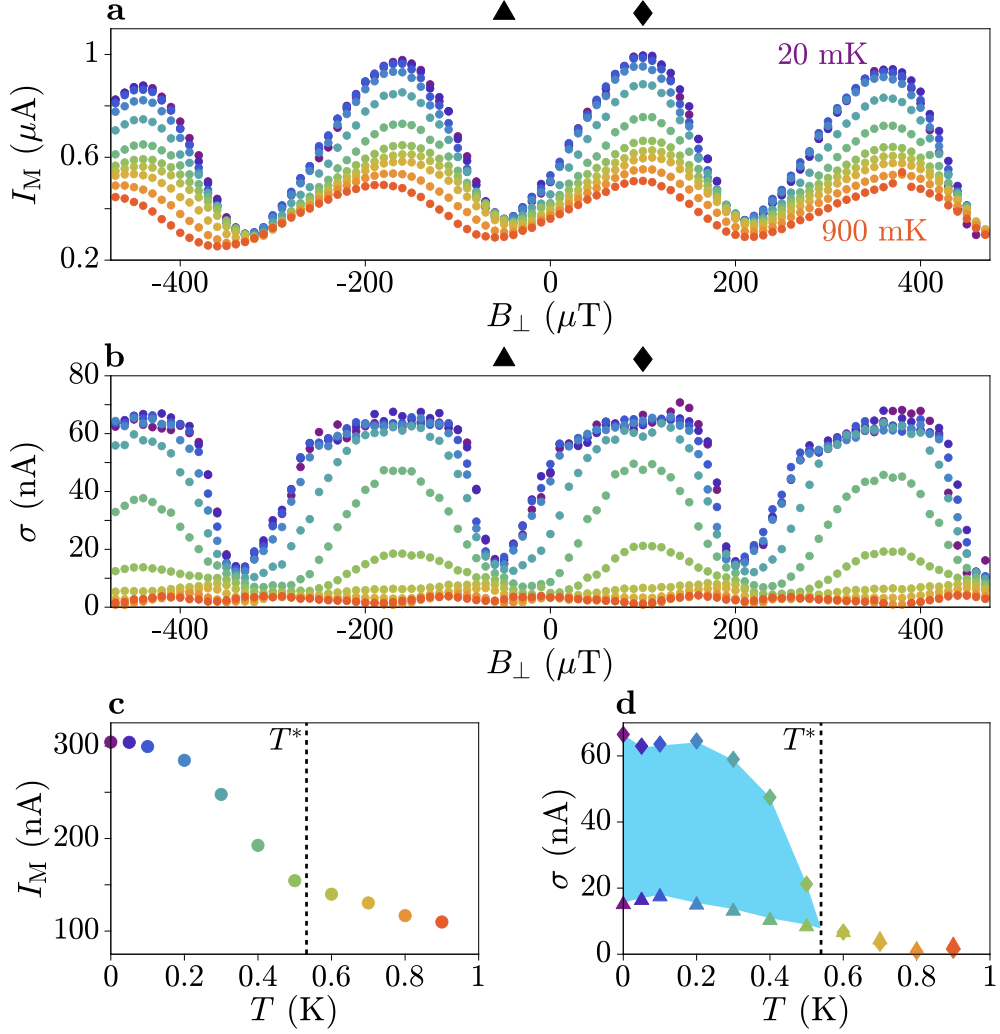 a
I_M (μA)
1
0.6
0.2
20 mK
900 mK
-400 -200 0 200 400
B_⊥ (μT)
b
σ (nA)
80
60
40
20
0
-400 -200 0 200 400
B_⊥ (μT)
c
I_M (nA)
300
200
100
T*
0 0.2 0.4 0.6 0.8 1
T (K)
d
σ (nA)
60
40
20
0
T*
0 0.2 0.4 0.6 0.8 1
T (K)